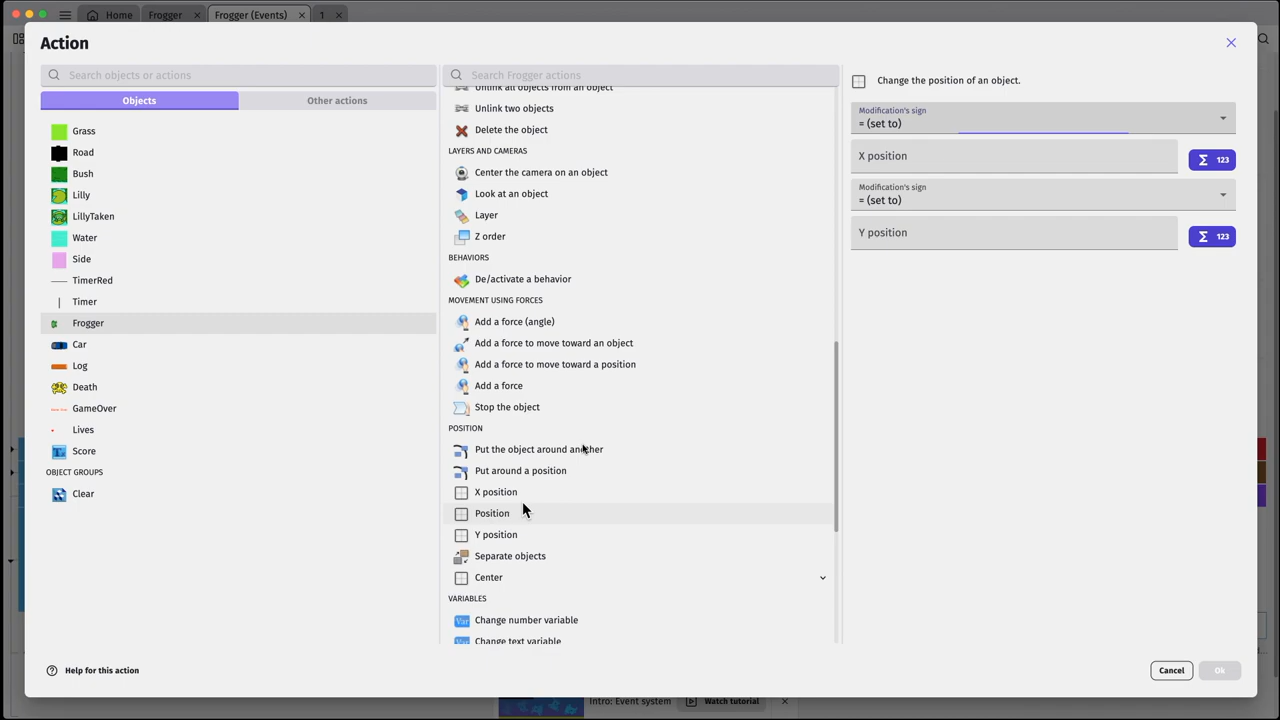 Home
Frogger
Frogger (Events)
1
Action
Search objects or actions
Objects
Other actions
Grass
Road
Bush
Lilly
LillyTaken
Water
Side
TimerRed
Timer
Frogger
Car
Log
Death
GameOver
Lives
Score
OBJECT GROUPS
Clear
Help for this action
Search Frogger actions
Unlink all objects from an object
Unlink two objects
Delete the object
LAYERS AND CAMERAS
Center the camera on an object
Look at an object
Layer
Z order
BEHAVIORS
De/activate a behavior
MOVEMENT USING FORCES
Add a force (angle)
Add a force to move toward an object
Add a force to move toward a position
Add a force
Stop the object
POSITION
Put the object around another
Put around a position
X position
Position
Y position
Separate objects
Center
VARIABLES
Change number variable
Change text variable
Change the position of an object.
Modification's sign
= (set to)
X position
Σ 123
Modification's sign
= (set to)
Y position
Σ 123
Cancel
Ok
Intro: Event system
Watch tutorial